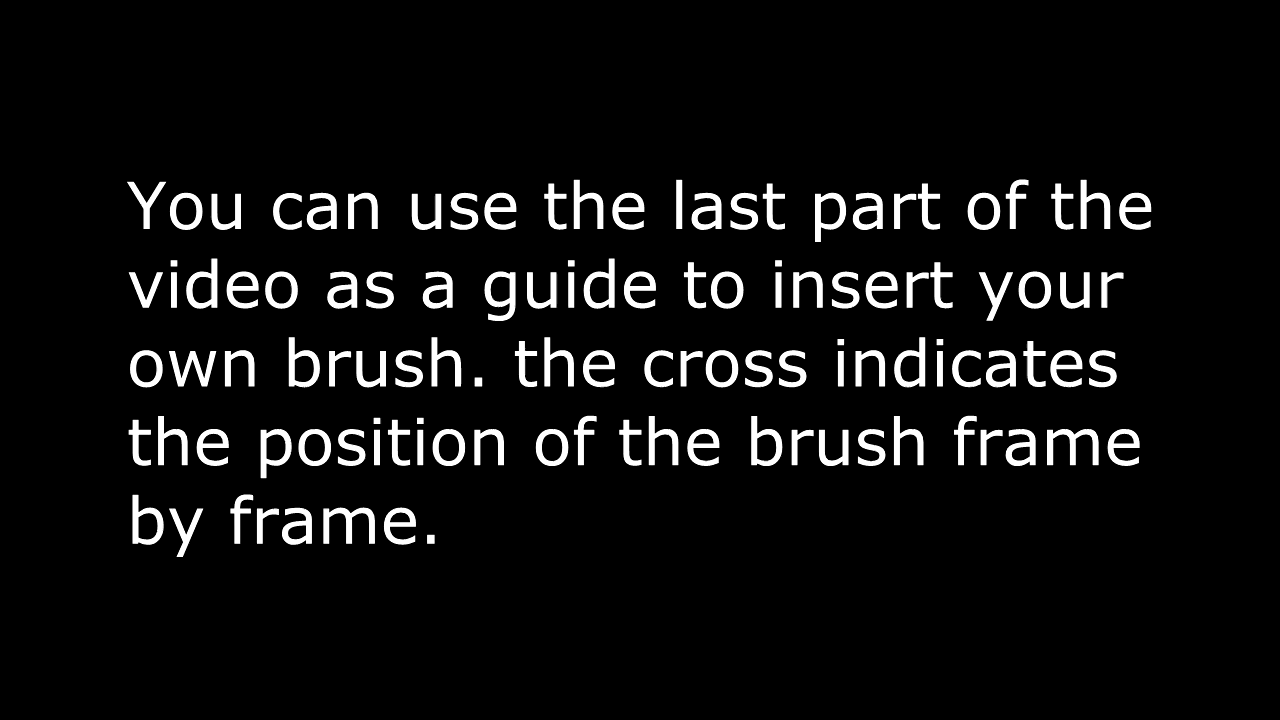 You can use the last part of the
video as a guide to insert your
own brush. the cross indicates
the position of the brush frame
by frame.